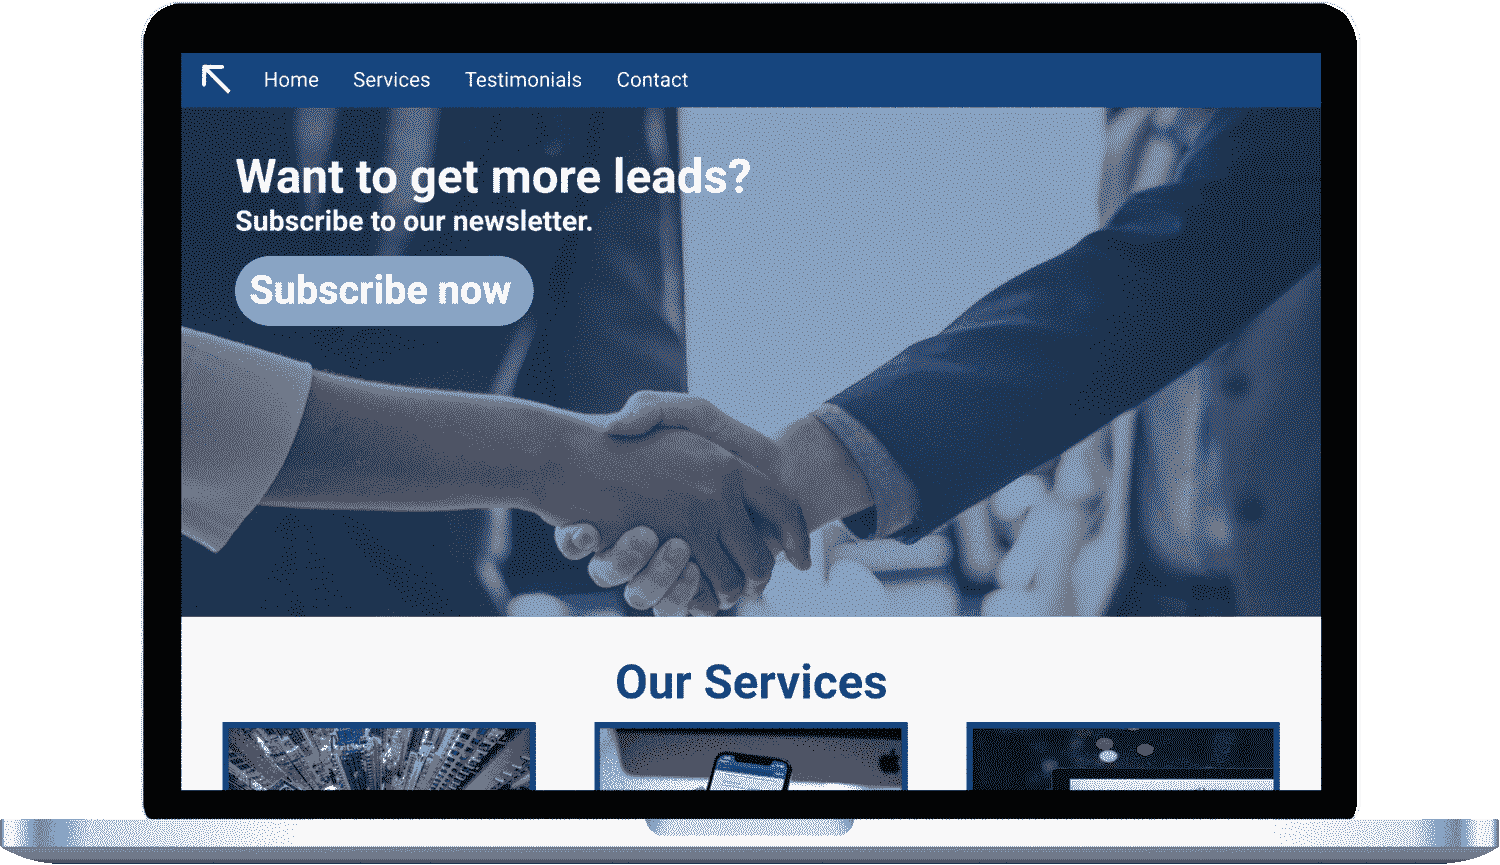 Home Services Testimonials Contact
Want to get more leads?
Subscribe to our newsletter.
Subscribe now
Our Services